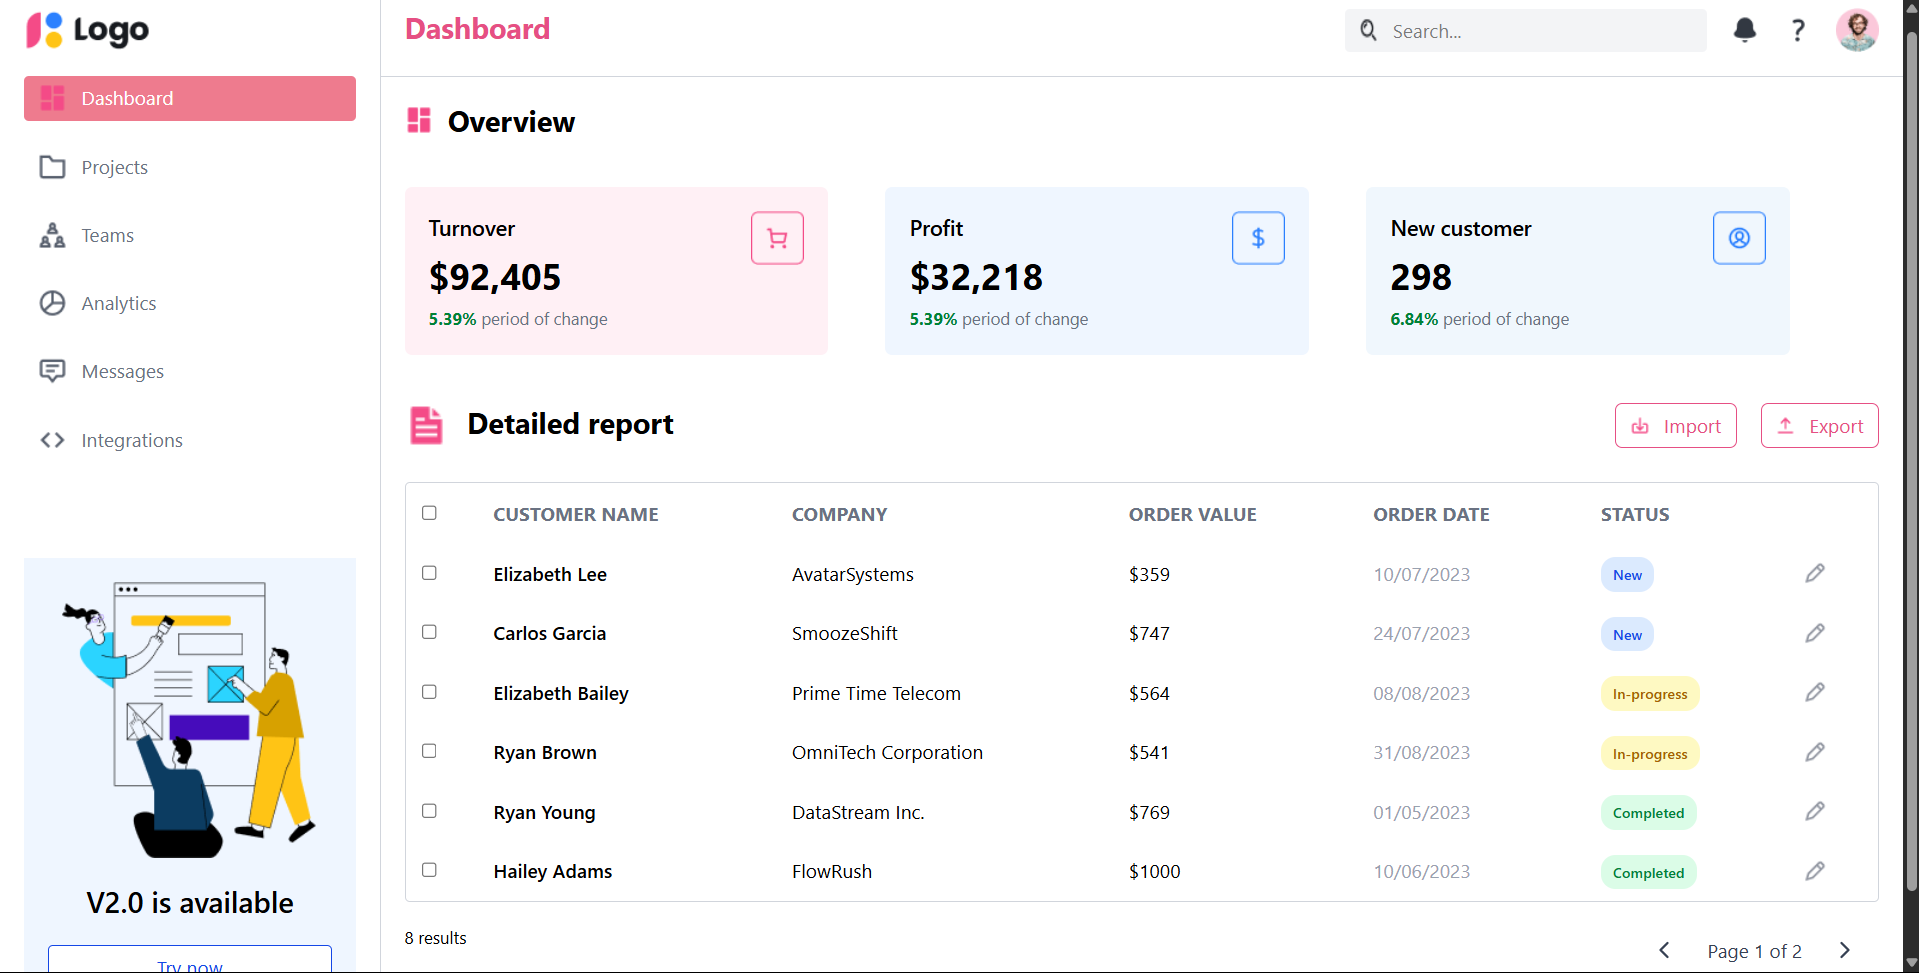 Logo
Dashboard
Search...
?
Dashboard
Projects
Teams
Analytics
Messages
Integrations
V2.0 is available
Try now
Overview
Turnover
$92,405
5.39% period of change
Profit
$
$32,218
5.39% period of change
New customer
298
6.84% period of change
Detailed report
Import
Export
CUSTOMER NAME COMPANY ORDER VALUE ORDER DATE STATUS
Elizabeth Lee AvatarSystems $359 10/07/2023 New
Carlos Garcia SmoozeShift $747 24/07/2023 New
Elizabeth Bailey Prime Time Telecom $564 08/08/2023 In-progress
Ryan Brown OmniTech Corporation $541 31/08/2023 In-progress
Ryan Young DataStream Inc. $769 01/05/2023 Completed
Hailey Adams FlowRush $1000 10/06/2023 Completed
8 results
Page 1 of 2